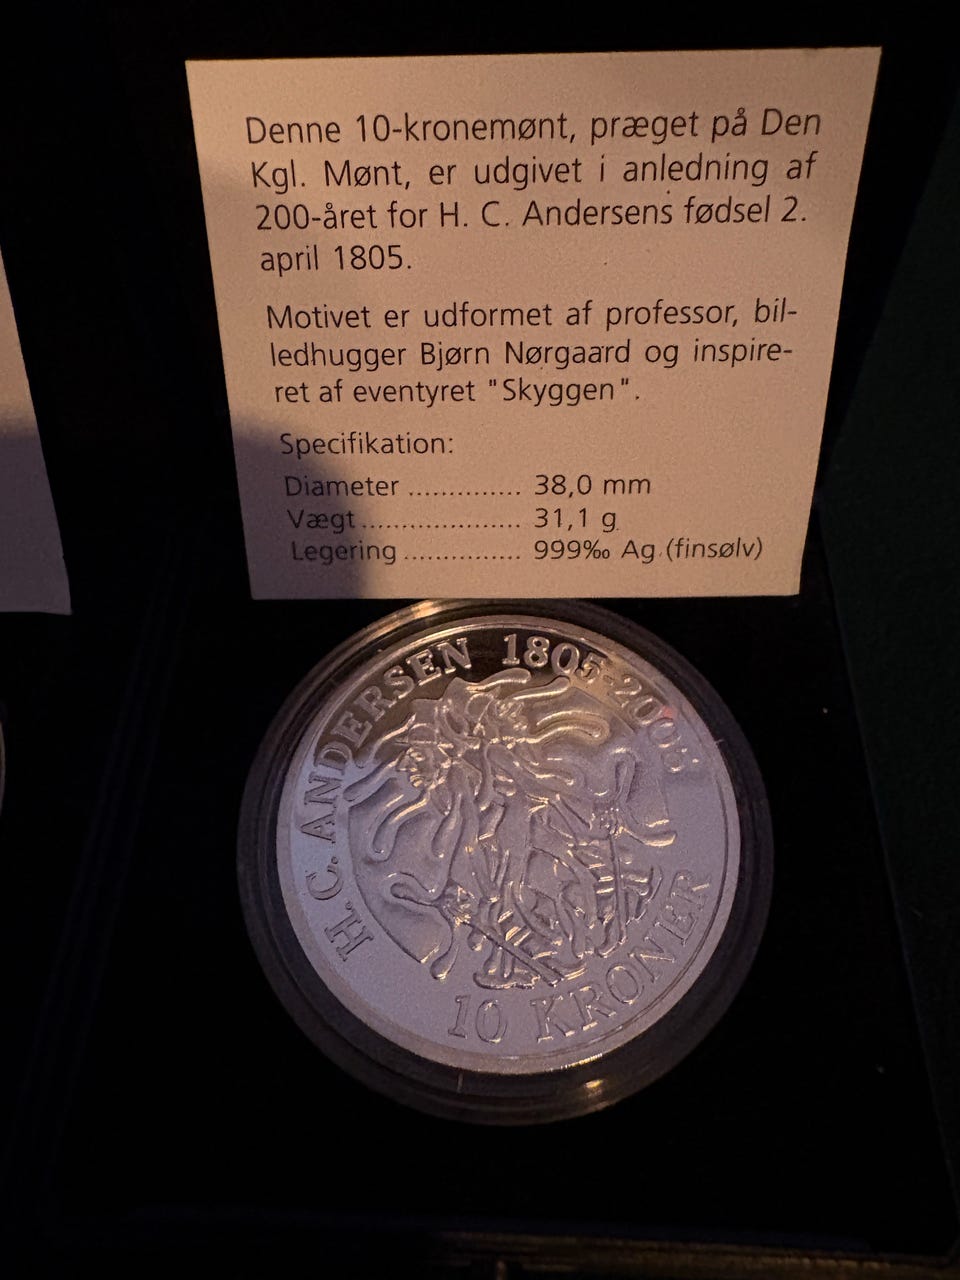 Denne 10-kronemønt, præget på Den
Kgl. Mønt, er udgivet i anledning af
200-året for H. C. Andersens fødsel 2.
april 1805.
Motivet er udformet af professor, bil-
ledhugger Bjørn Nørgaard og inspire-
ret af eventyret "Skyggen".
Specifikation:
Diameter .............. 38,0 mm
Vægt .................... 31,1 g
Legering .............. 999‰ Ag (finsølv)
H.C. ANDERSEN 1805-2005
10 KRONER